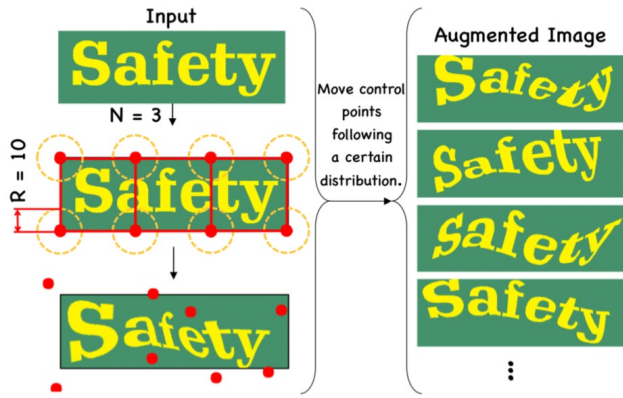 Input
Safety
N = 3
R = 10
Safety
Safety
Move control
points
following
a certain
distribution.
Augmented Image
Safety
Safety
Safety
Safety
...